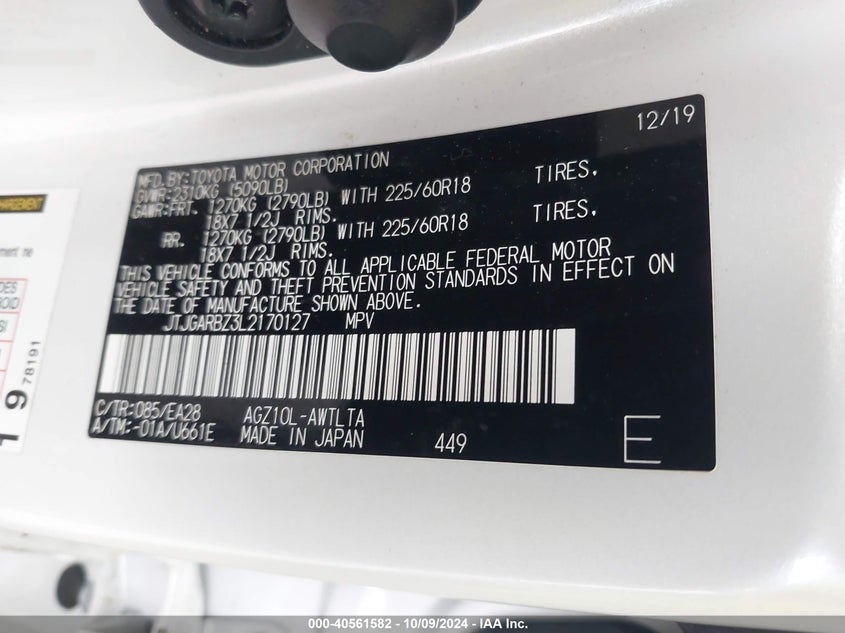 12/19
MFD.BY:TOYOTA MOTOR CORPORATION
GVWR:2310KG (5090LB)
GAWR:FRT. 1270KG (2790LB) WITH 225/60R18 TIRES.
18X7 1/2J RIMS.
RR. 1270KG (2790LB) WITH 225/60R18 TIRES.
18X7 1/2J RIMS.
THIS VEHICLE CONFORMS TO ALL APPLICABLE FEDERAL MOTOR
VEHICLE SAFETY AND THEFT PREVENTION STANDARDS IN EFFECT ON
THE DATE OF MANUFACTURE SHOWN ABOVE.
JTJGARBZ3L2170127 MPV
C/TR:085/EA28 AGZ10L-AWTLTA
A/TM:-01A/U661E MADE IN JAPAN 449 E
78191
000-40561582 - 10/09/2024 - IAA Inc.